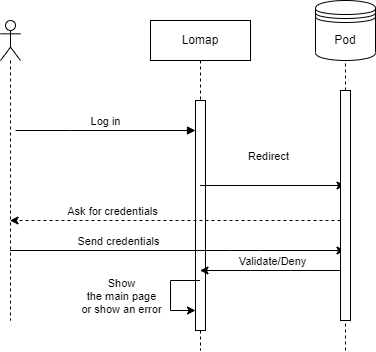 Lomap
Pod
Log in
Redirect
Ask for credentials
Send credentials
Validate/Deny
Show
the main page
or show an error